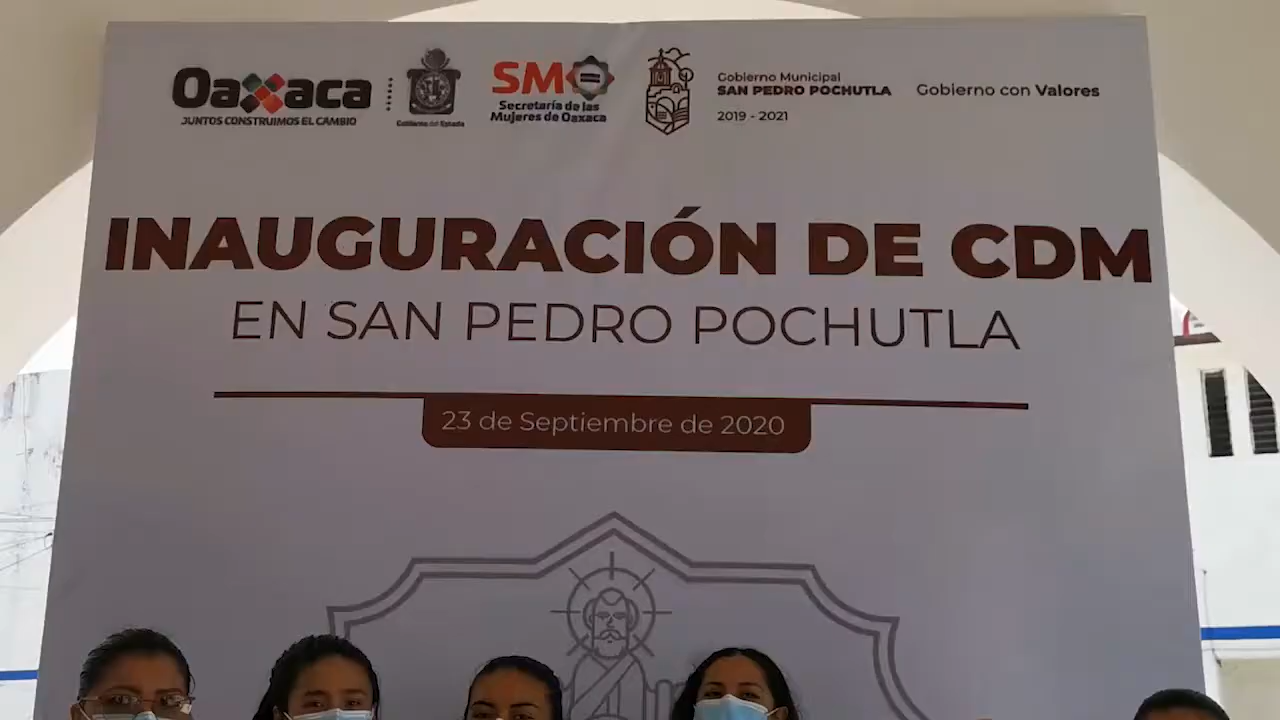 Oaxaca
JUNTOS CONSTRUIMOS EL CAMBIO
Gobierno del Estado
SMO
Secretaría de las
Mujeres de Oaxaca
Gobierno Municipal
SAN PEDRO POCHUTLA
2019 - 2021
Gobierno con Valores
INAUGURACIÓN DE CDM
EN SAN PEDRO POCHUTLA
23 de Septiembre de 2020